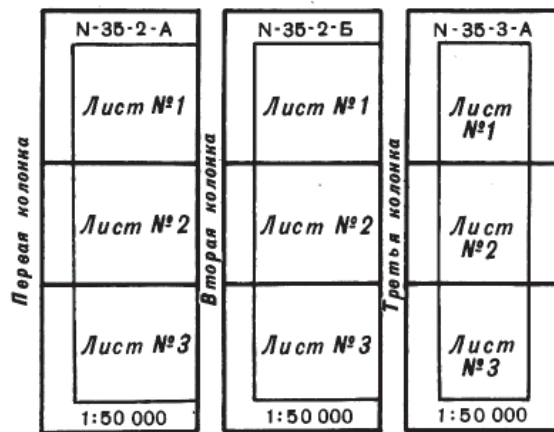 N-35-2-А
Лист №1
Лист №2
Лист №3
1:50 000
Первая колонка
N-35-2-Б
Лист №1
Лист №2
Лист №3
1:50 000
Вторая колонка
N-35-3-А
Лист
№1
Лист
№2
Лист
№3
1:50 000
Третья колонка